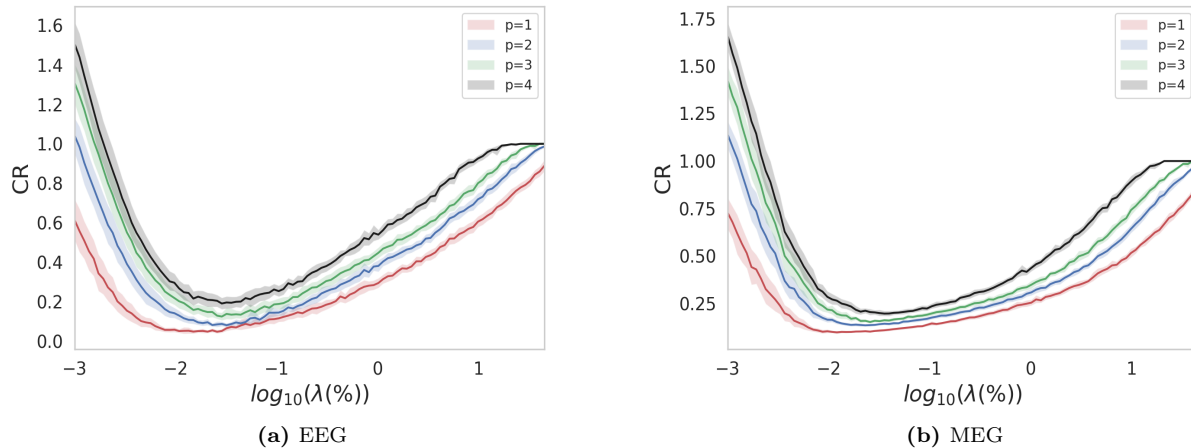 1.6
1.4
1.2
1.0
0.8
0.6
0.4
0.2
0.0
CR
p=1
p=2
p=3
p=4
−3
−2
−1
0
1
log10(λ(%))
(a) EEG
1.75
1.50
1.25
1.00
0.75
0.50
0.25
CR
p=1
p=2
p=3
p=4
−3
−2
−1
0
1
log10(λ(%))
(b) MEG